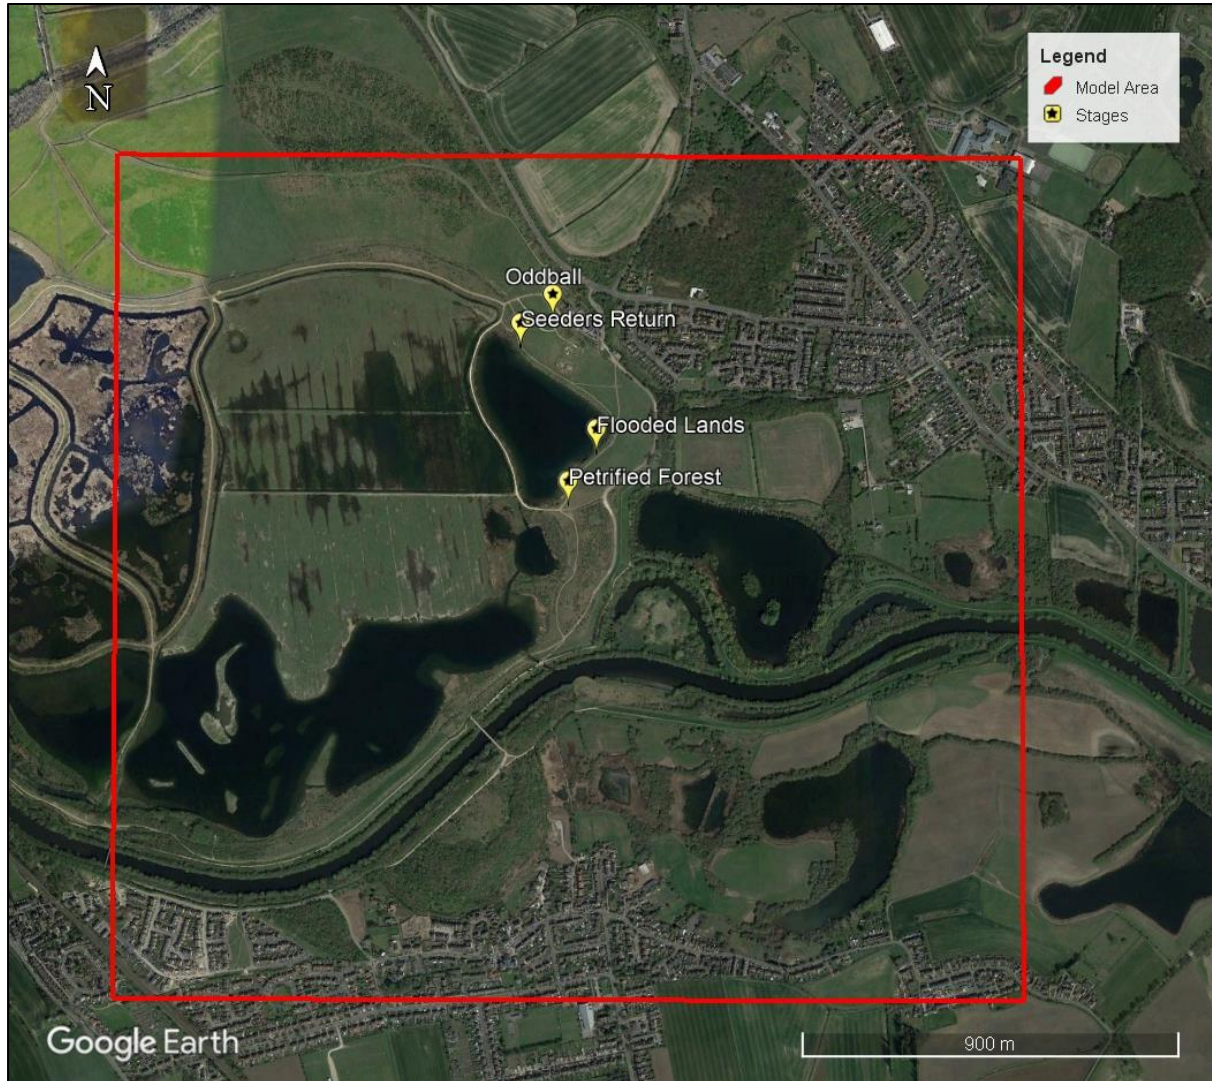 N
Legend
Model Area
Stages
Oddball
Seeders Return
Flooded Lands
Petrified Forest
Google Earth
900 m